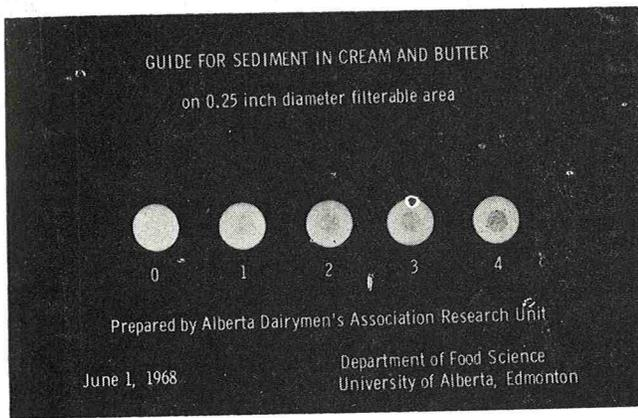 GUIDE FOR SEDIMENT IN CREAM AND BUTTER
on 0.25 inch diameter filterable area
0 1 2 3 4
Prepared by Alberta Dairymen's Association Research Unit
June 1, 1968
Department of Food Science
University of Alberta, Edmonton